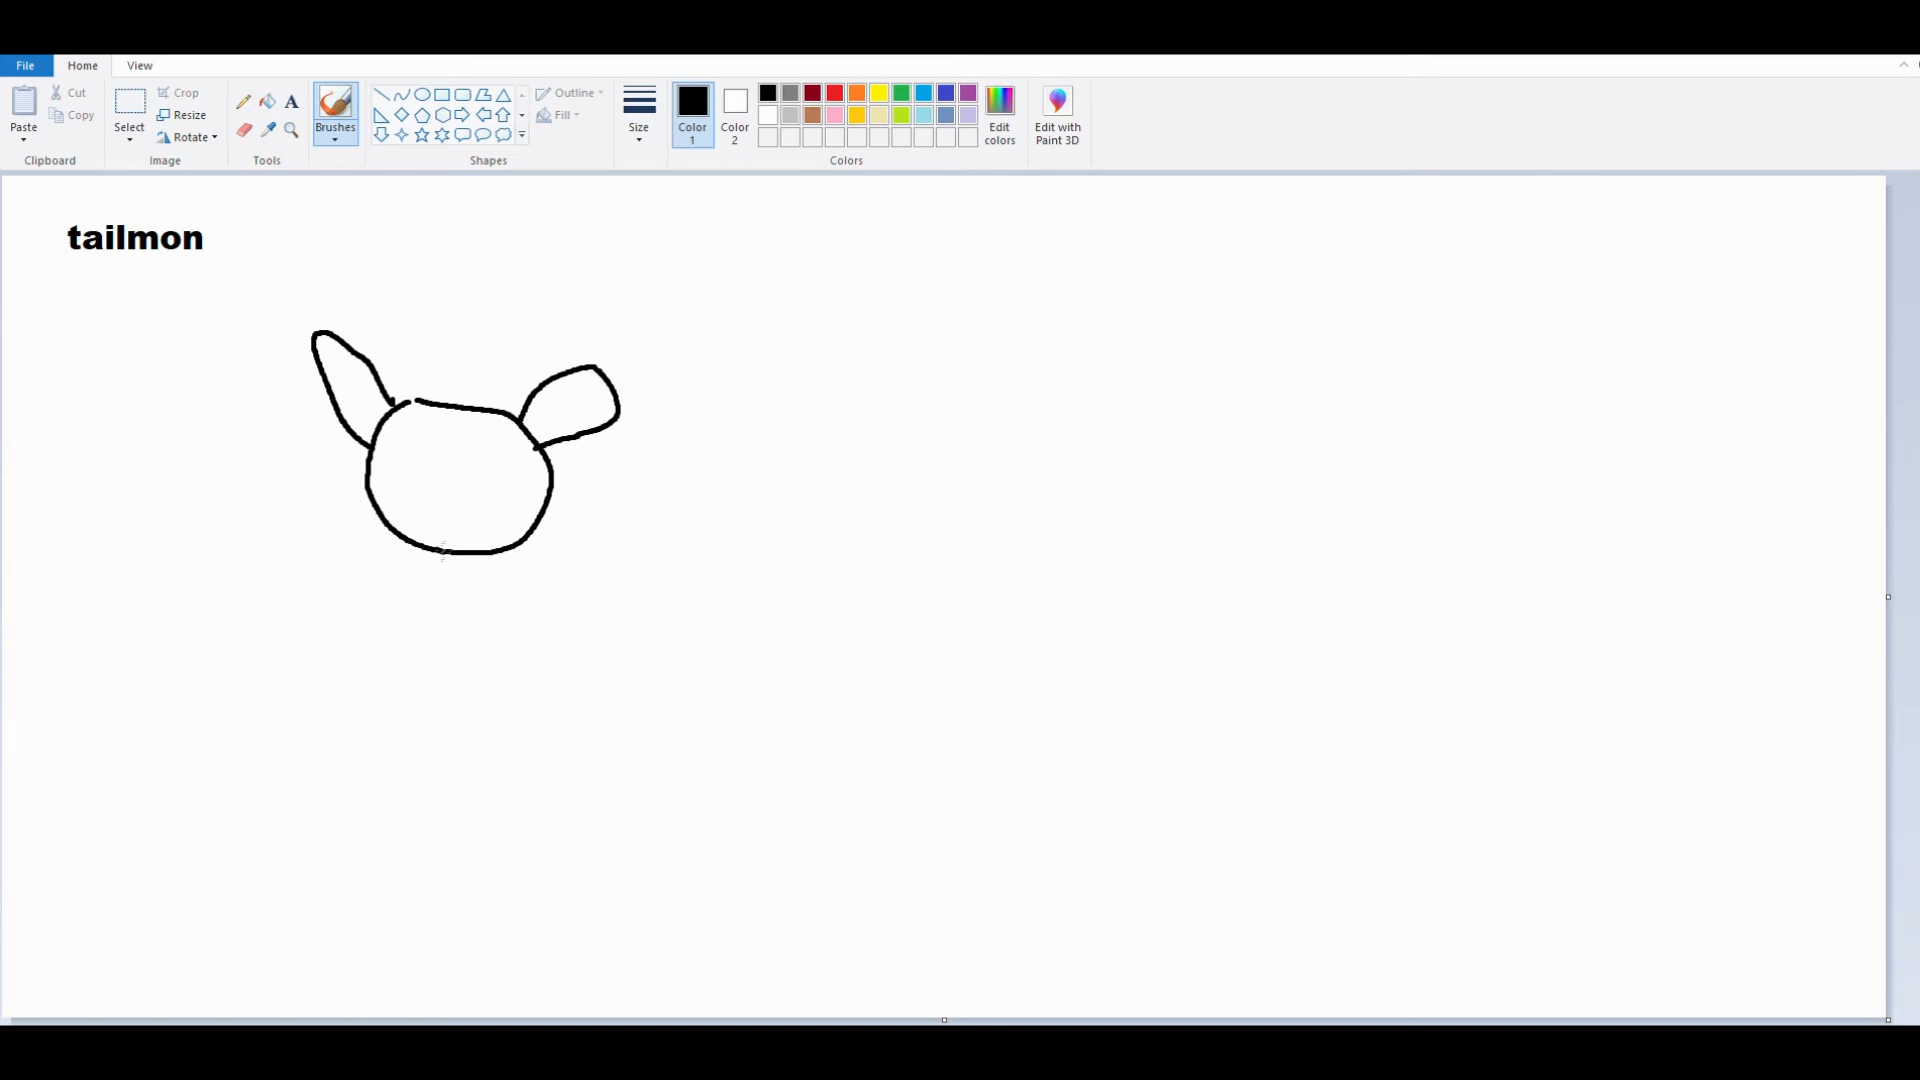 File Home View
Paste
Cut
Copy
Clipboard
Select
Crop
Resize
Rotate
Image
Tools
Brushes
Shapes
Outline
Fill
Size
Color 1
Color 2
Colors
Edit colors
Edit with Paint 3D
tailmon